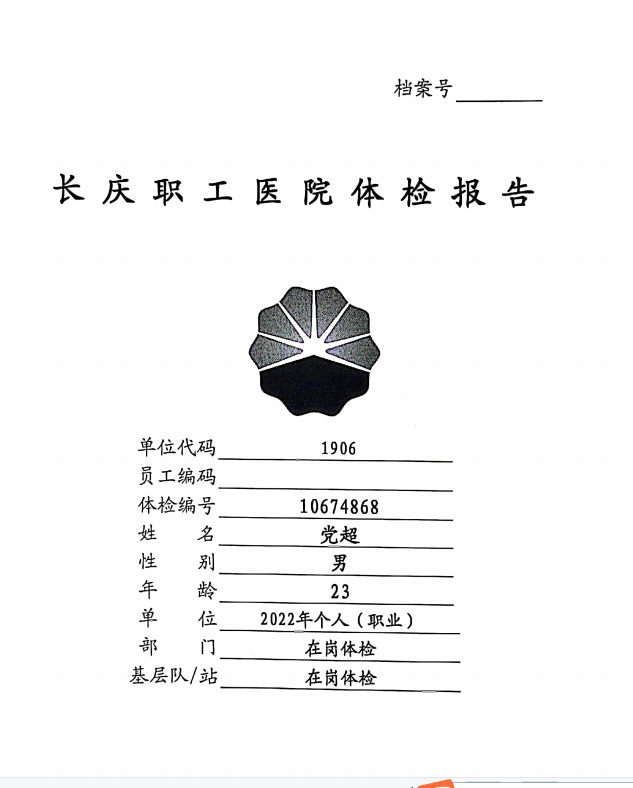 档案号
长庆职工医院体检报告
单位代码 1906
员工编码
体检编号 10674868
姓名 党超
性别 男
年龄 23
单位 2022年个人（职业）
部门 在岗体检
基层队/站 在岗体检